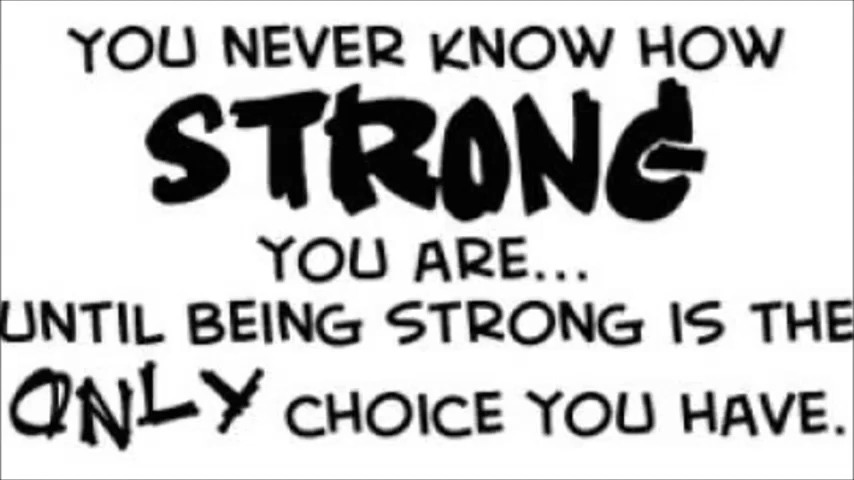 YOU NEVER KNOW HOW
STRONG
YOU ARE...
UNTIL BEING STRONG IS THE
ONLY CHOICE YOU HAVE.